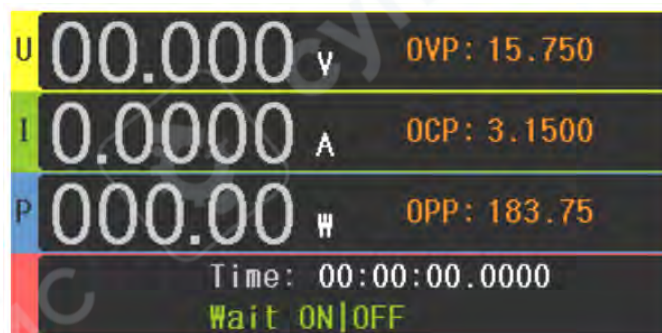 U 00.000 V OVP: 15.750
I 0.0000 A OCP: 3.1500
P 000.00 W OPP: 183.75
Time: 00:00:00.0000
Wait ON|OFF